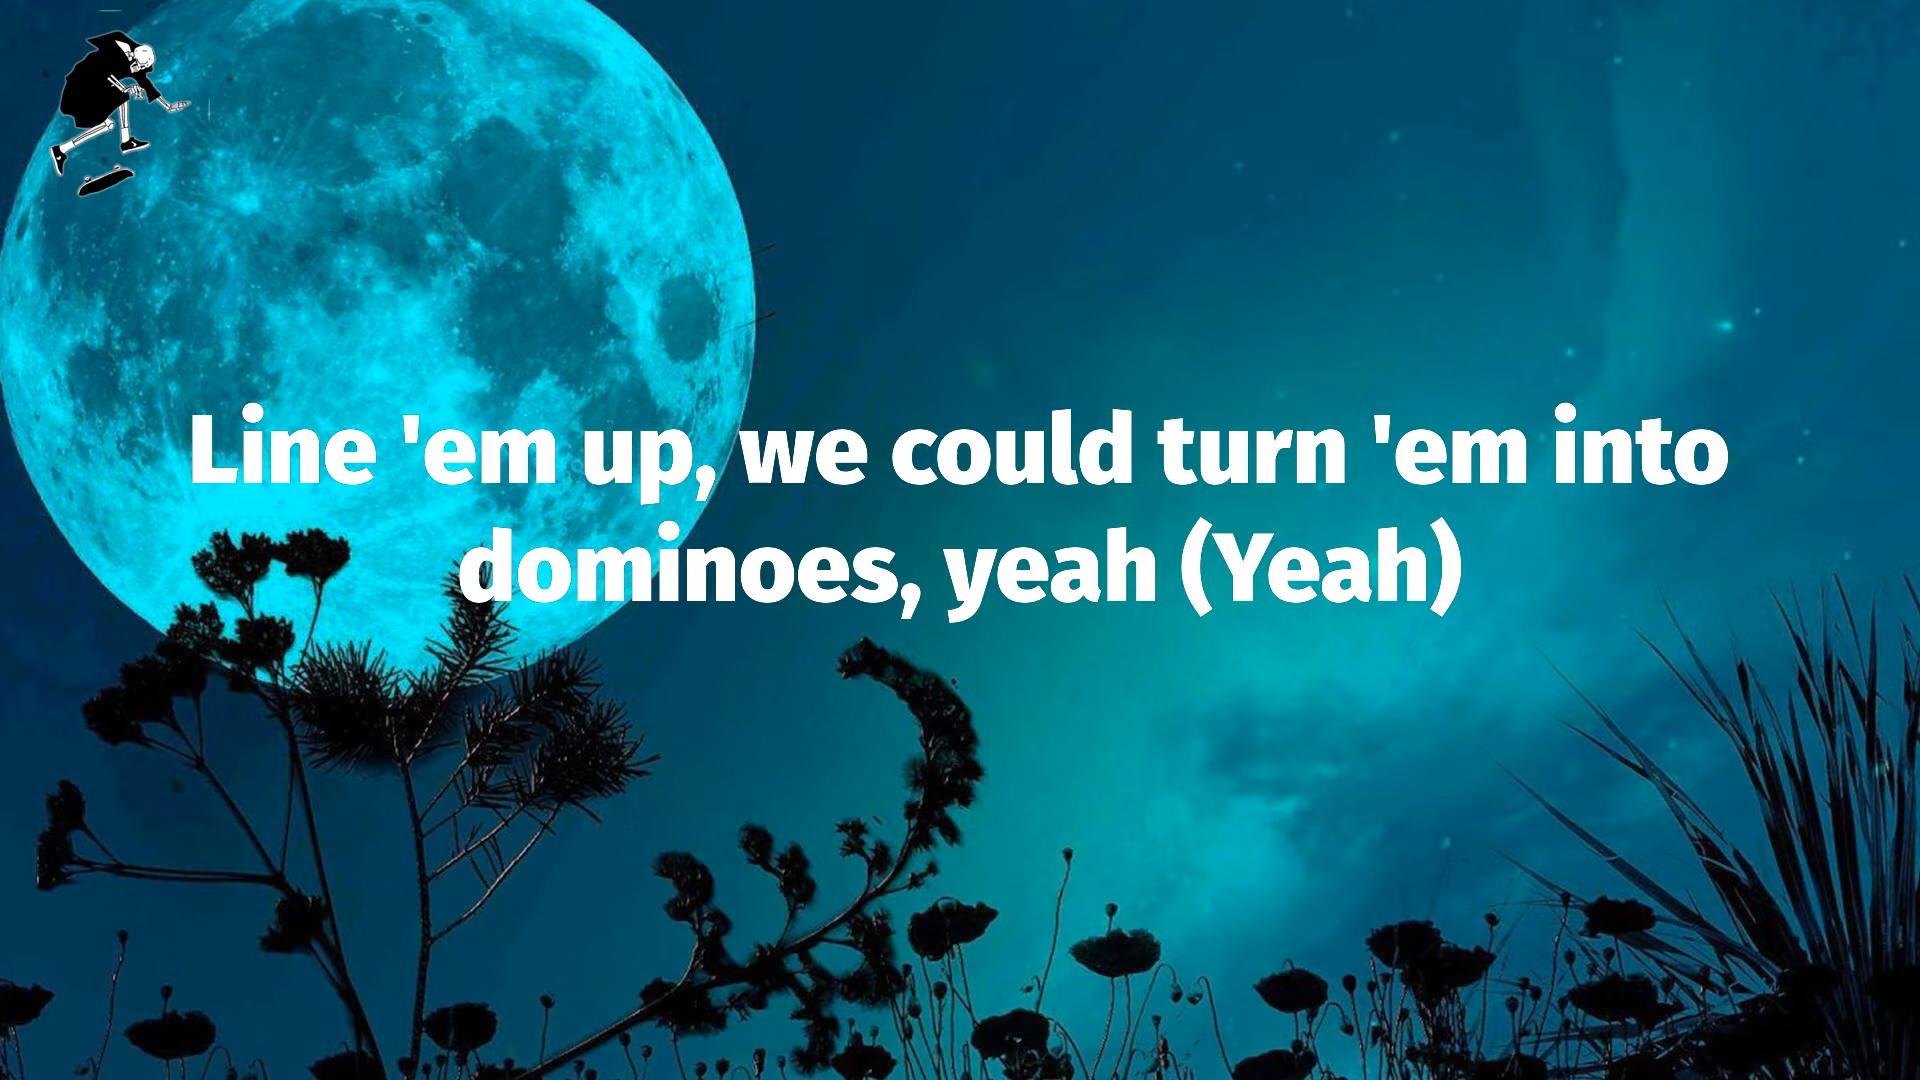 Line 'em up, we could turn 'em into
dominoes, yeah (Yeah)